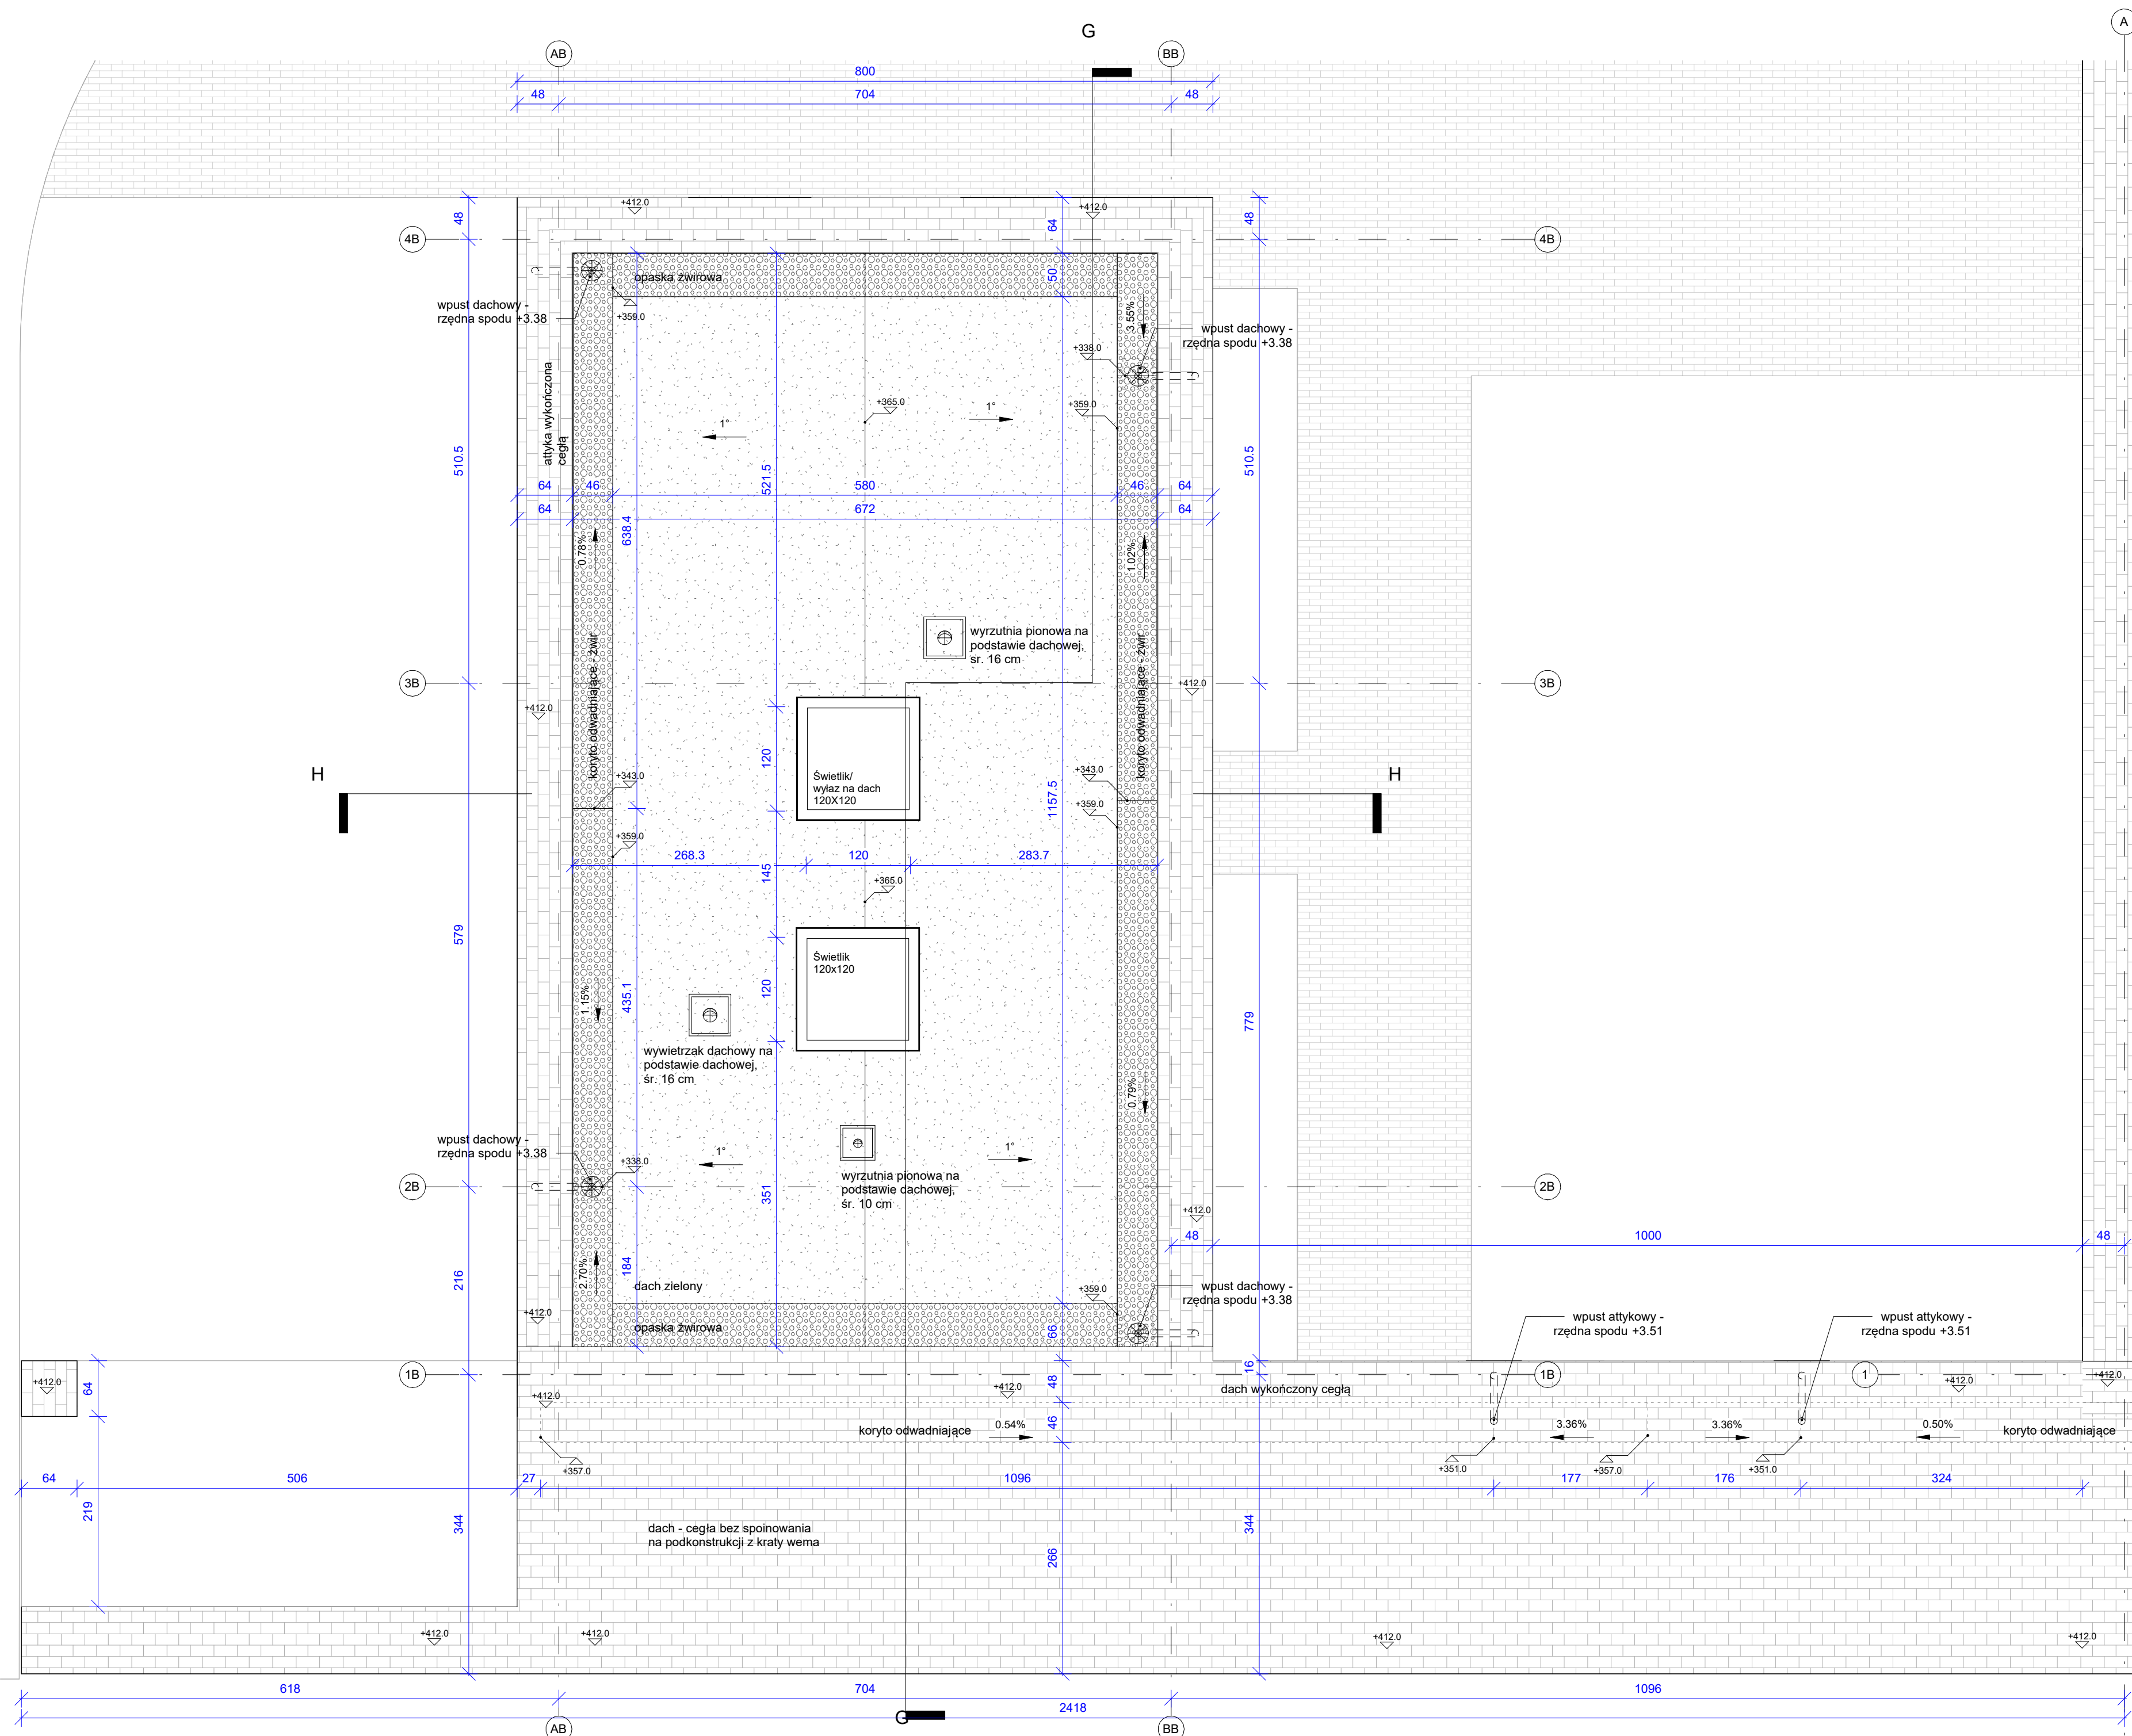 G
A
AB
BB
800
48
704
48
+412.0
+412.0
48
64
48
4B
4B
opaska żwirowa
50
wpust dachowy -
rzędna spodu +3.38
+359.0
3.55%
wpust dachowy -
rzędna spodu +3.38
+338.0
attyka wykończona
cegłą
+365.0
+359.0
1°
1°
510.5
521.5
510.5
64
46
580
46
64
64
672
64
638.4
0.78%
1.02%
koryto odwadniające - żwir
koryto odwadniające - żwir
wyrzutnia pionowa na
podstawie dachowej,
sr. 16 cm
3B
3B
+412.0
+412.0
120
H
H
Świetlik/
wyłaz na dach
120X120
+343.0
+343.0
1157.5
+359.0
+359.0
268.3
120
283.7
145
+365.0
579
Świetlik
120x120
120
435.1
1.15%
779
wywietrzak dachowy na
podstawie dachowej,
śr. 16 cm
0.79%
wpust dachowy -
rzędna spodu +3.38
1°
1°
+338.0
wyrzutnia pionowa na
podstawie dachowej,
śr. 10 cm
351
2B
2B
+412.0
48
1000
48
216
2.70%
184
dach zielony
+359.0
wpust dachowy -
rzędna spodu +3.38
+412.0
opaska żwirowa
66
wpust attykowy -
rzędna spodu +3.51
wpust attykowy -
rzędna spodu +3.51
16
1B
1B
1
+412.0
64
+412.0
+412.0
48
dach wykończony cegłą
+412.0
+412.0
koryto odwadniające
0.54%
46
3.36%
3.36%
0.50%
koryto odwadniające
+357.0
+351.0
+357.0
+351.0
64
506
27
1096
177
176
324
219
344
dach - cegła bez spoinowania
na podkonstrukcji z kraty wema
266
344
+412.0
+412.0
+412.0
+412.0
618
704
1096
2418
G
AB
BB